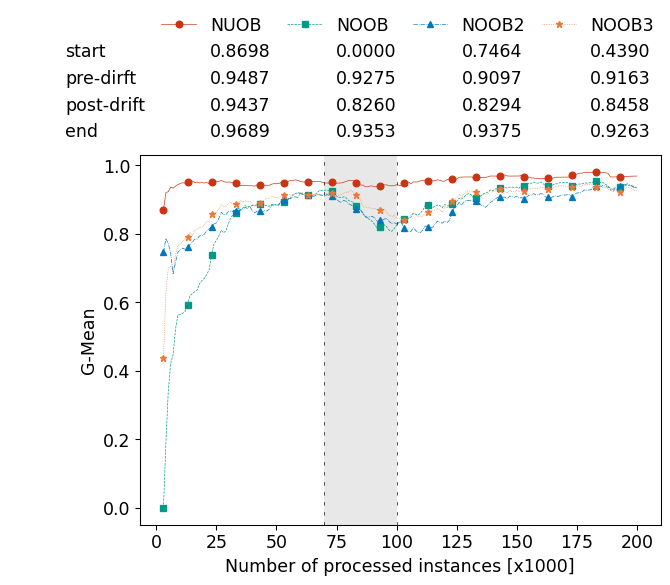 NUOB NOOB NOOB2 NOOB3
start 0.8698 0.0000 0.7464 0.4390
pre-dirft 0.9487 0.9275 0.9097 0.9163
post-drift 0.9437 0.8260 0.8294 0.8458
end 0.9689 0.9353 0.9375 0.9263
1.0
0.8
0.6
0.4
0.2
0.0
G-Mean
0 25 50 75 100 125 150 175 200
Number of processed instances [x1000]